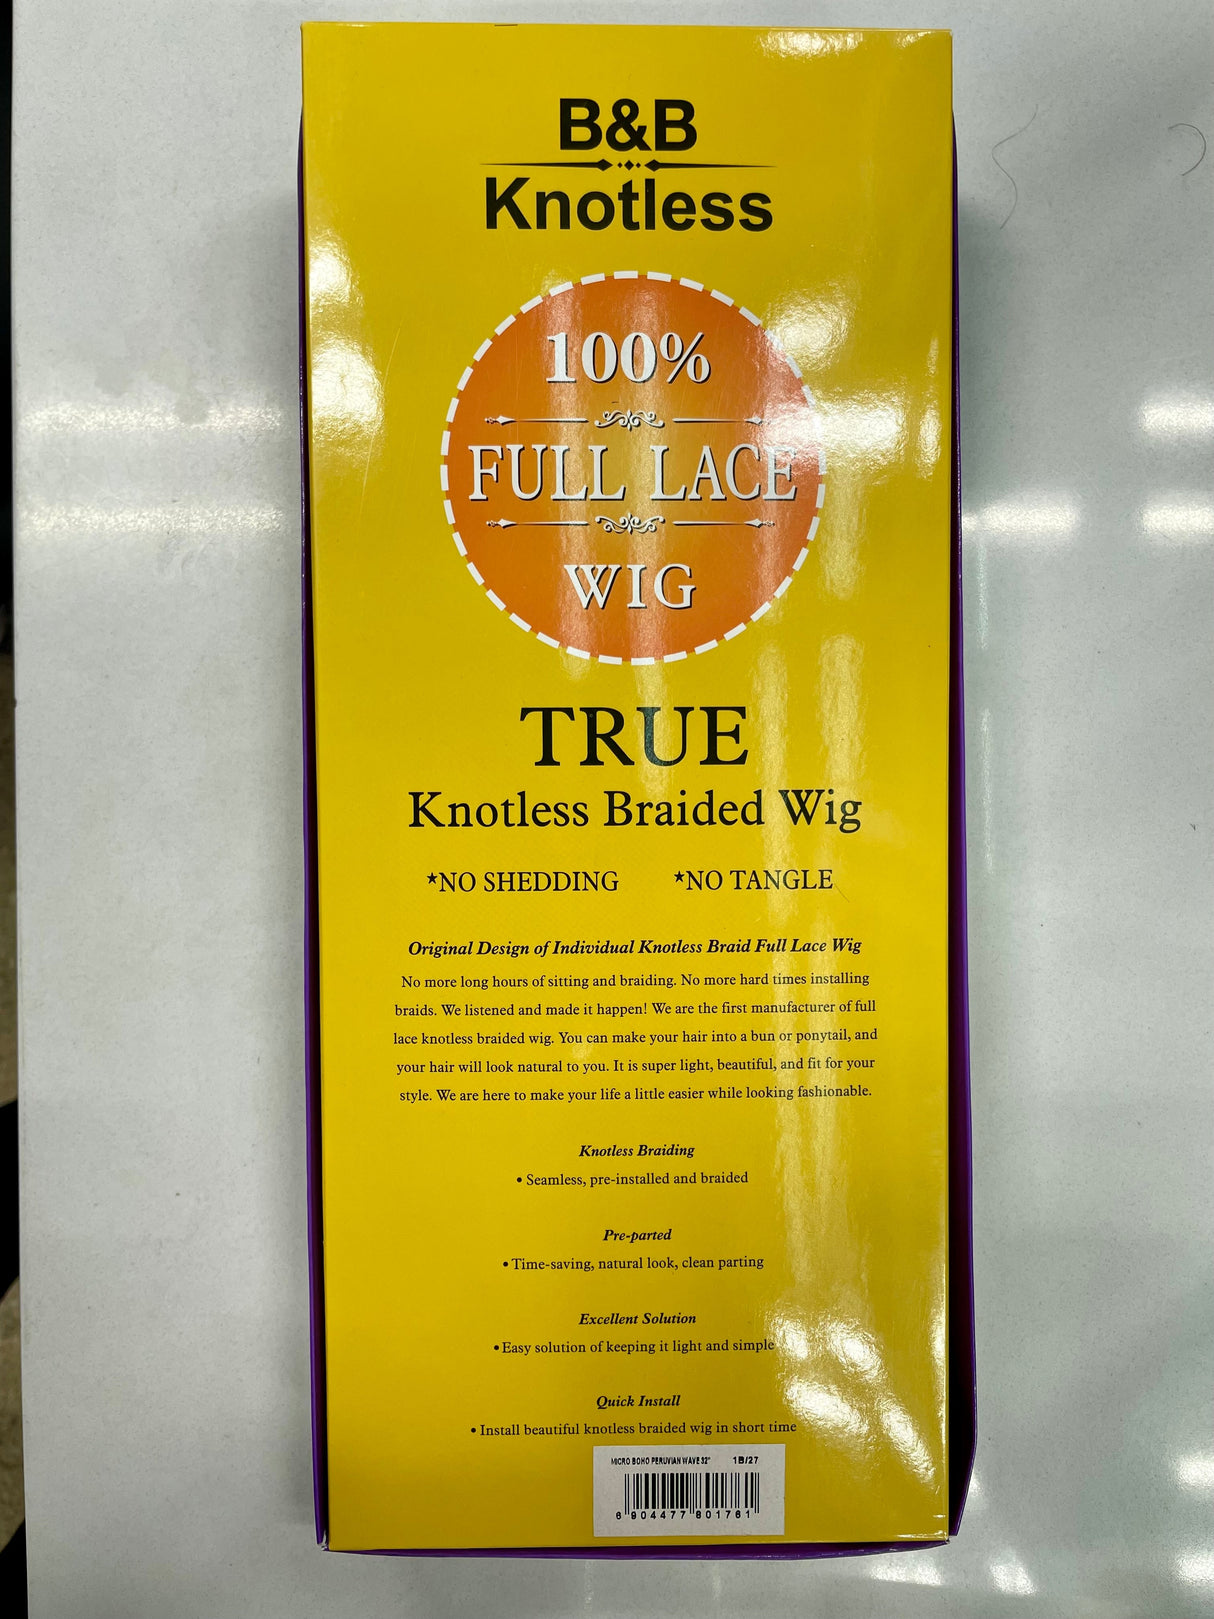 B&B
Knotless
100%
FULL LACE
WIG
TRUE
Knotless Braided Wig
★NO SHEDDING ★NO TANGLE
Original Design of Individual Knotless Braid Full Lace Wig
No more long hours of sitting and braiding. No more hard times installing
braids. We listened and made it happen! We are the first manufacturer of full
lace knotless braided wig. You can make your hair into a bun or ponytail, and
your hair will look natural to you. It is super light, beautiful, and fit for your
style. We are here to make your life a little easier while looking fashionable.
Knotless Braiding
• Seamless, pre-installed and braided
Pre-parted
• Time-saving, natural look, clean parting
Excellent Solution
• Easy solution of keeping it light and simple
Quick Install
• Install beautiful knotless braided wig in short time
MICRO BOHO PERUVIAN WAVE 32" 1B/27
6 904477 801761